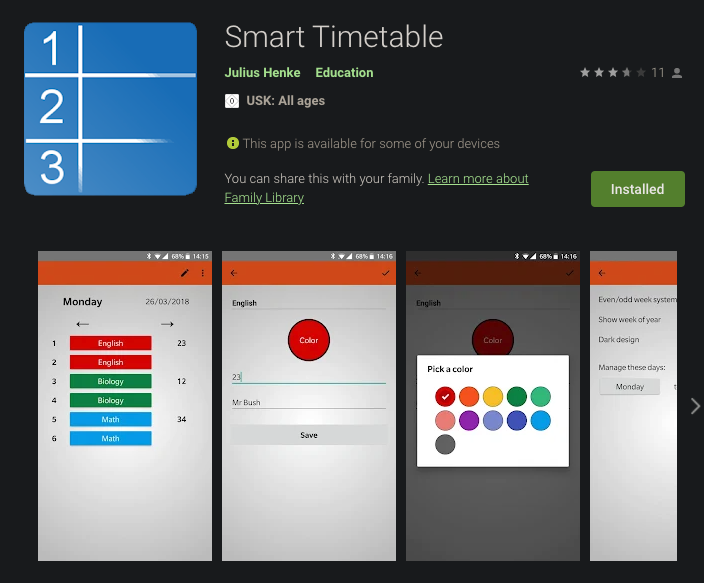 1
2
3
Smart Timetable
Julius Henke Education
11
0 USK: All ages
This app is available for some of your devices
You can share this with your family. Learn more about
Family Library
Installed
68% 14:15
Monday 26/03/2018
← →
1 English 23
2 English
3 Biology 12
4 Biology
5 Math 34
6 Math
68% 14:16
English
Color
23
Mr Bush
Save
68% 14:16
English
Color
Pick a color
Even/odd week system
Show week of year
Dark design
Manage these days:
Monday t